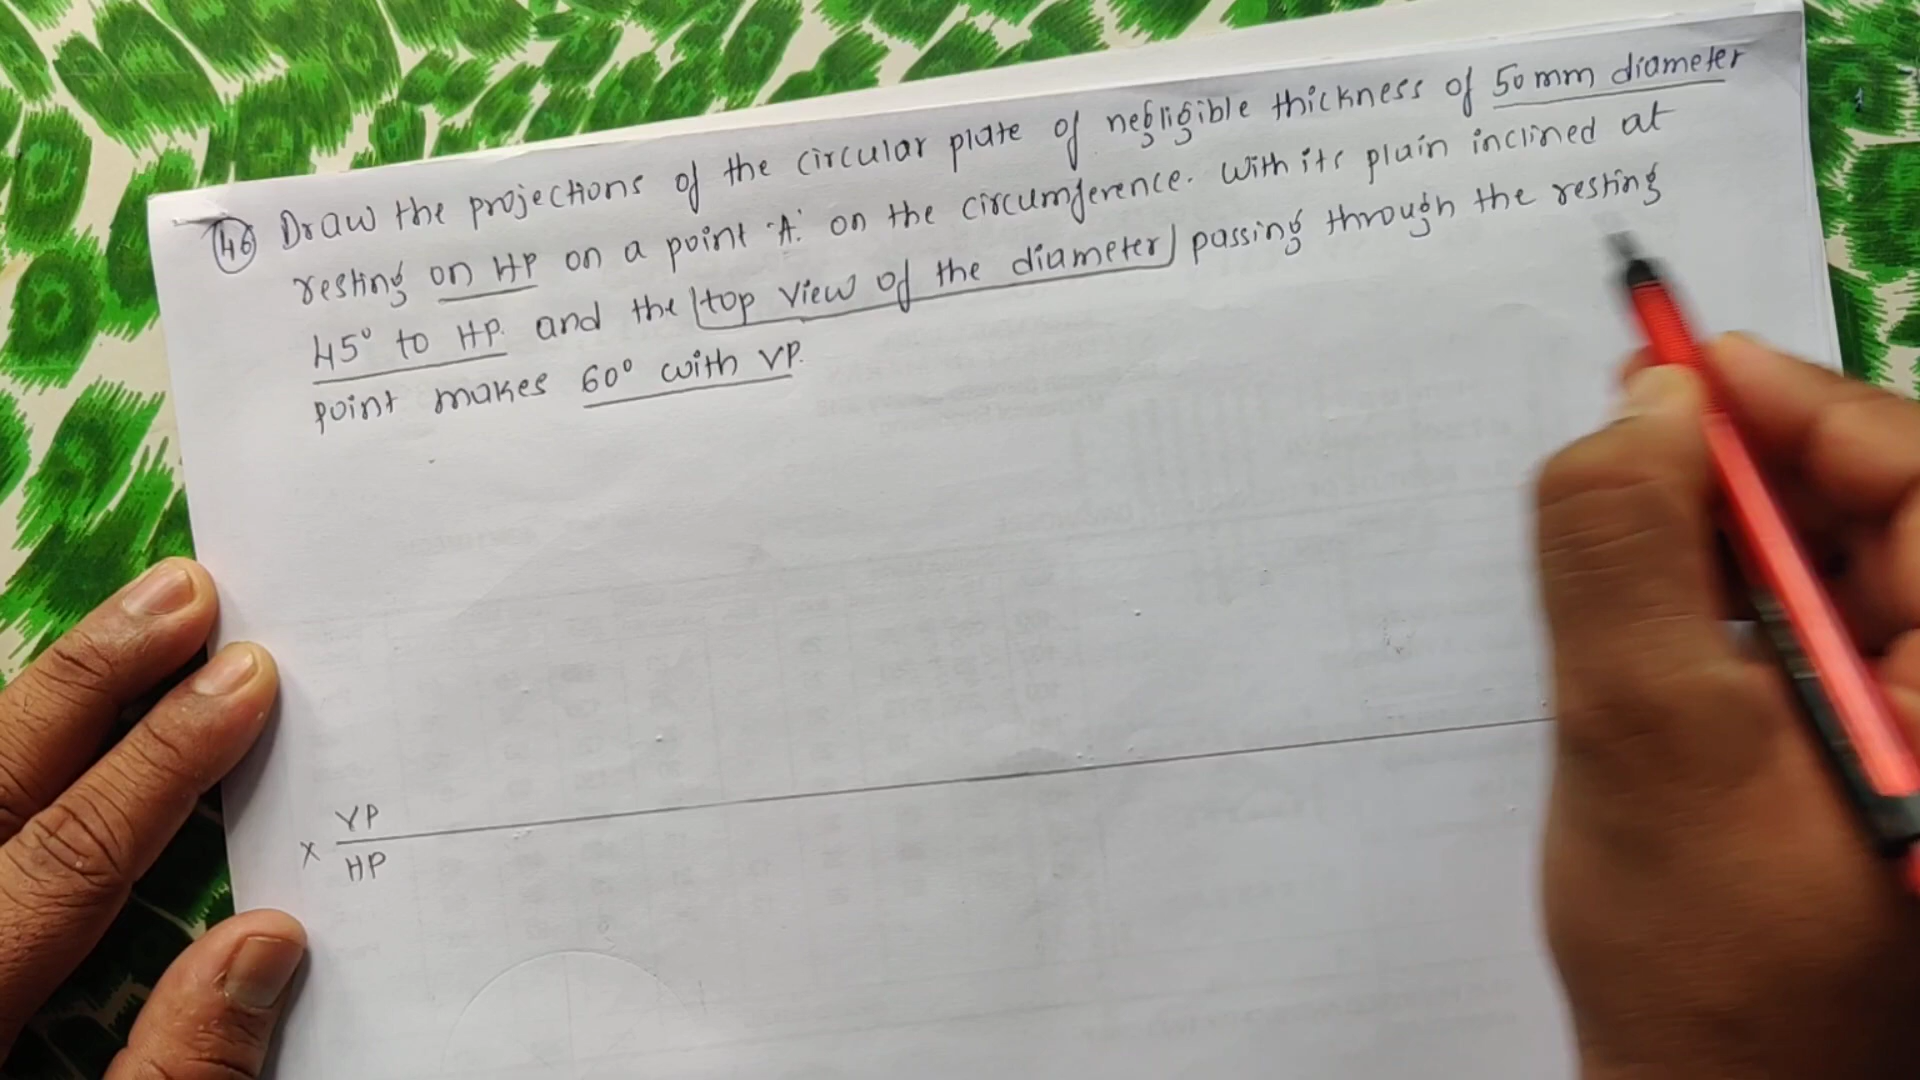 46 Draw the projections of the circular plate of negligible thickness of 50 mm diameter
resting on HP on a point 'A' on the circumference. With its plain inclined at
45° to HP. and the top view of the diameter passing through the resting
point makes 60° with VP.
VP
X
HP